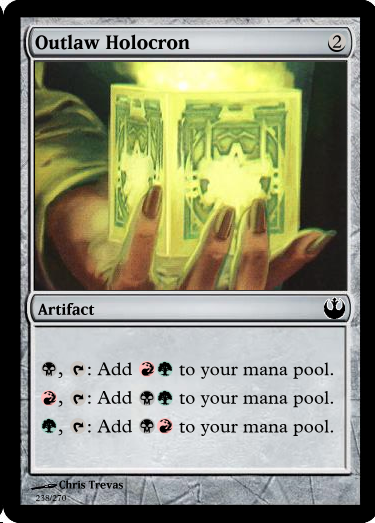 Outlaw Holocron 2
Artifact
, : Add to your mana pool.
, : Add to your mana pool.
, : Add to your mana pool.
Chris Trevas
238/270